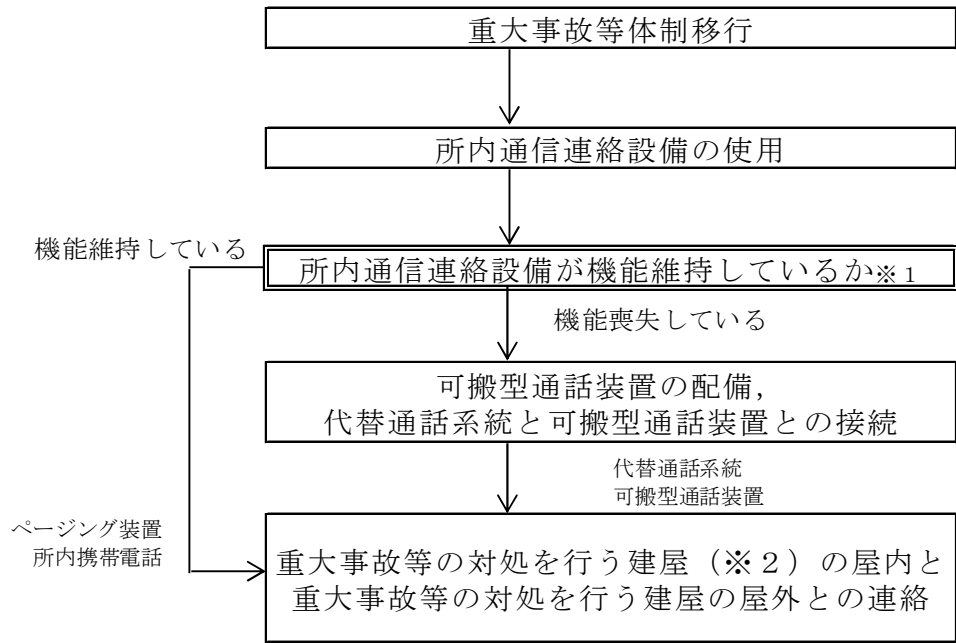 重大事故等体制移行
所内通信連絡設備の使用
機能維持している
所内通信連絡設備が機能維持しているか※1
機能喪失している
可搬型通話装置の配備,
代替通話系統と可搬型通話装置との接続
代替通話系統
可搬型通話装置
ページング装置
所内携帯電話
重大事故等の対処を行う建屋（※２）の屋内と
重大事故等の対処を行う建屋の屋外との連絡